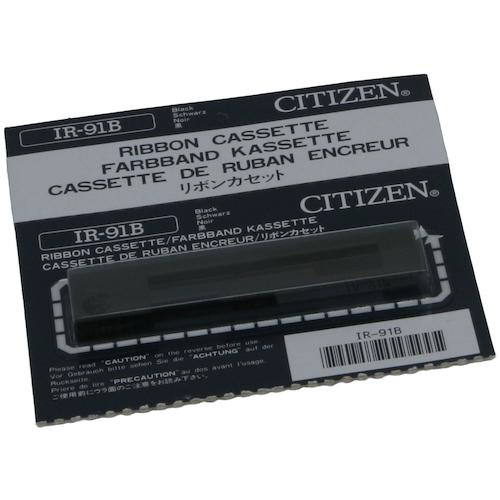 IR-91B
Black
Schwarz
Noir
黒
CITIZEN®
RIBBON CASSETTE
FARBBAND KASSETTE
CASSETTE DE RUBAN ENCREUR
リボンカセット
IR-91B
Black
Schwarz
Noir
黒
CITIZEN®
RIBBON CASSETTE/FARBBAND KASSETTE
CASSETTE DE RUBAN ENCREUR/リボンカセット
Please read "CAUTION" on the reverse before use.
Vor Gebrauch bitte sehen Sie die "ACHTUNG" auf der
Rückseite.
Prière de lire "PRECAUTION" au dos avant l'usage.
ご使用前にウラ面のご注意をお読み下さい。
IR-91B